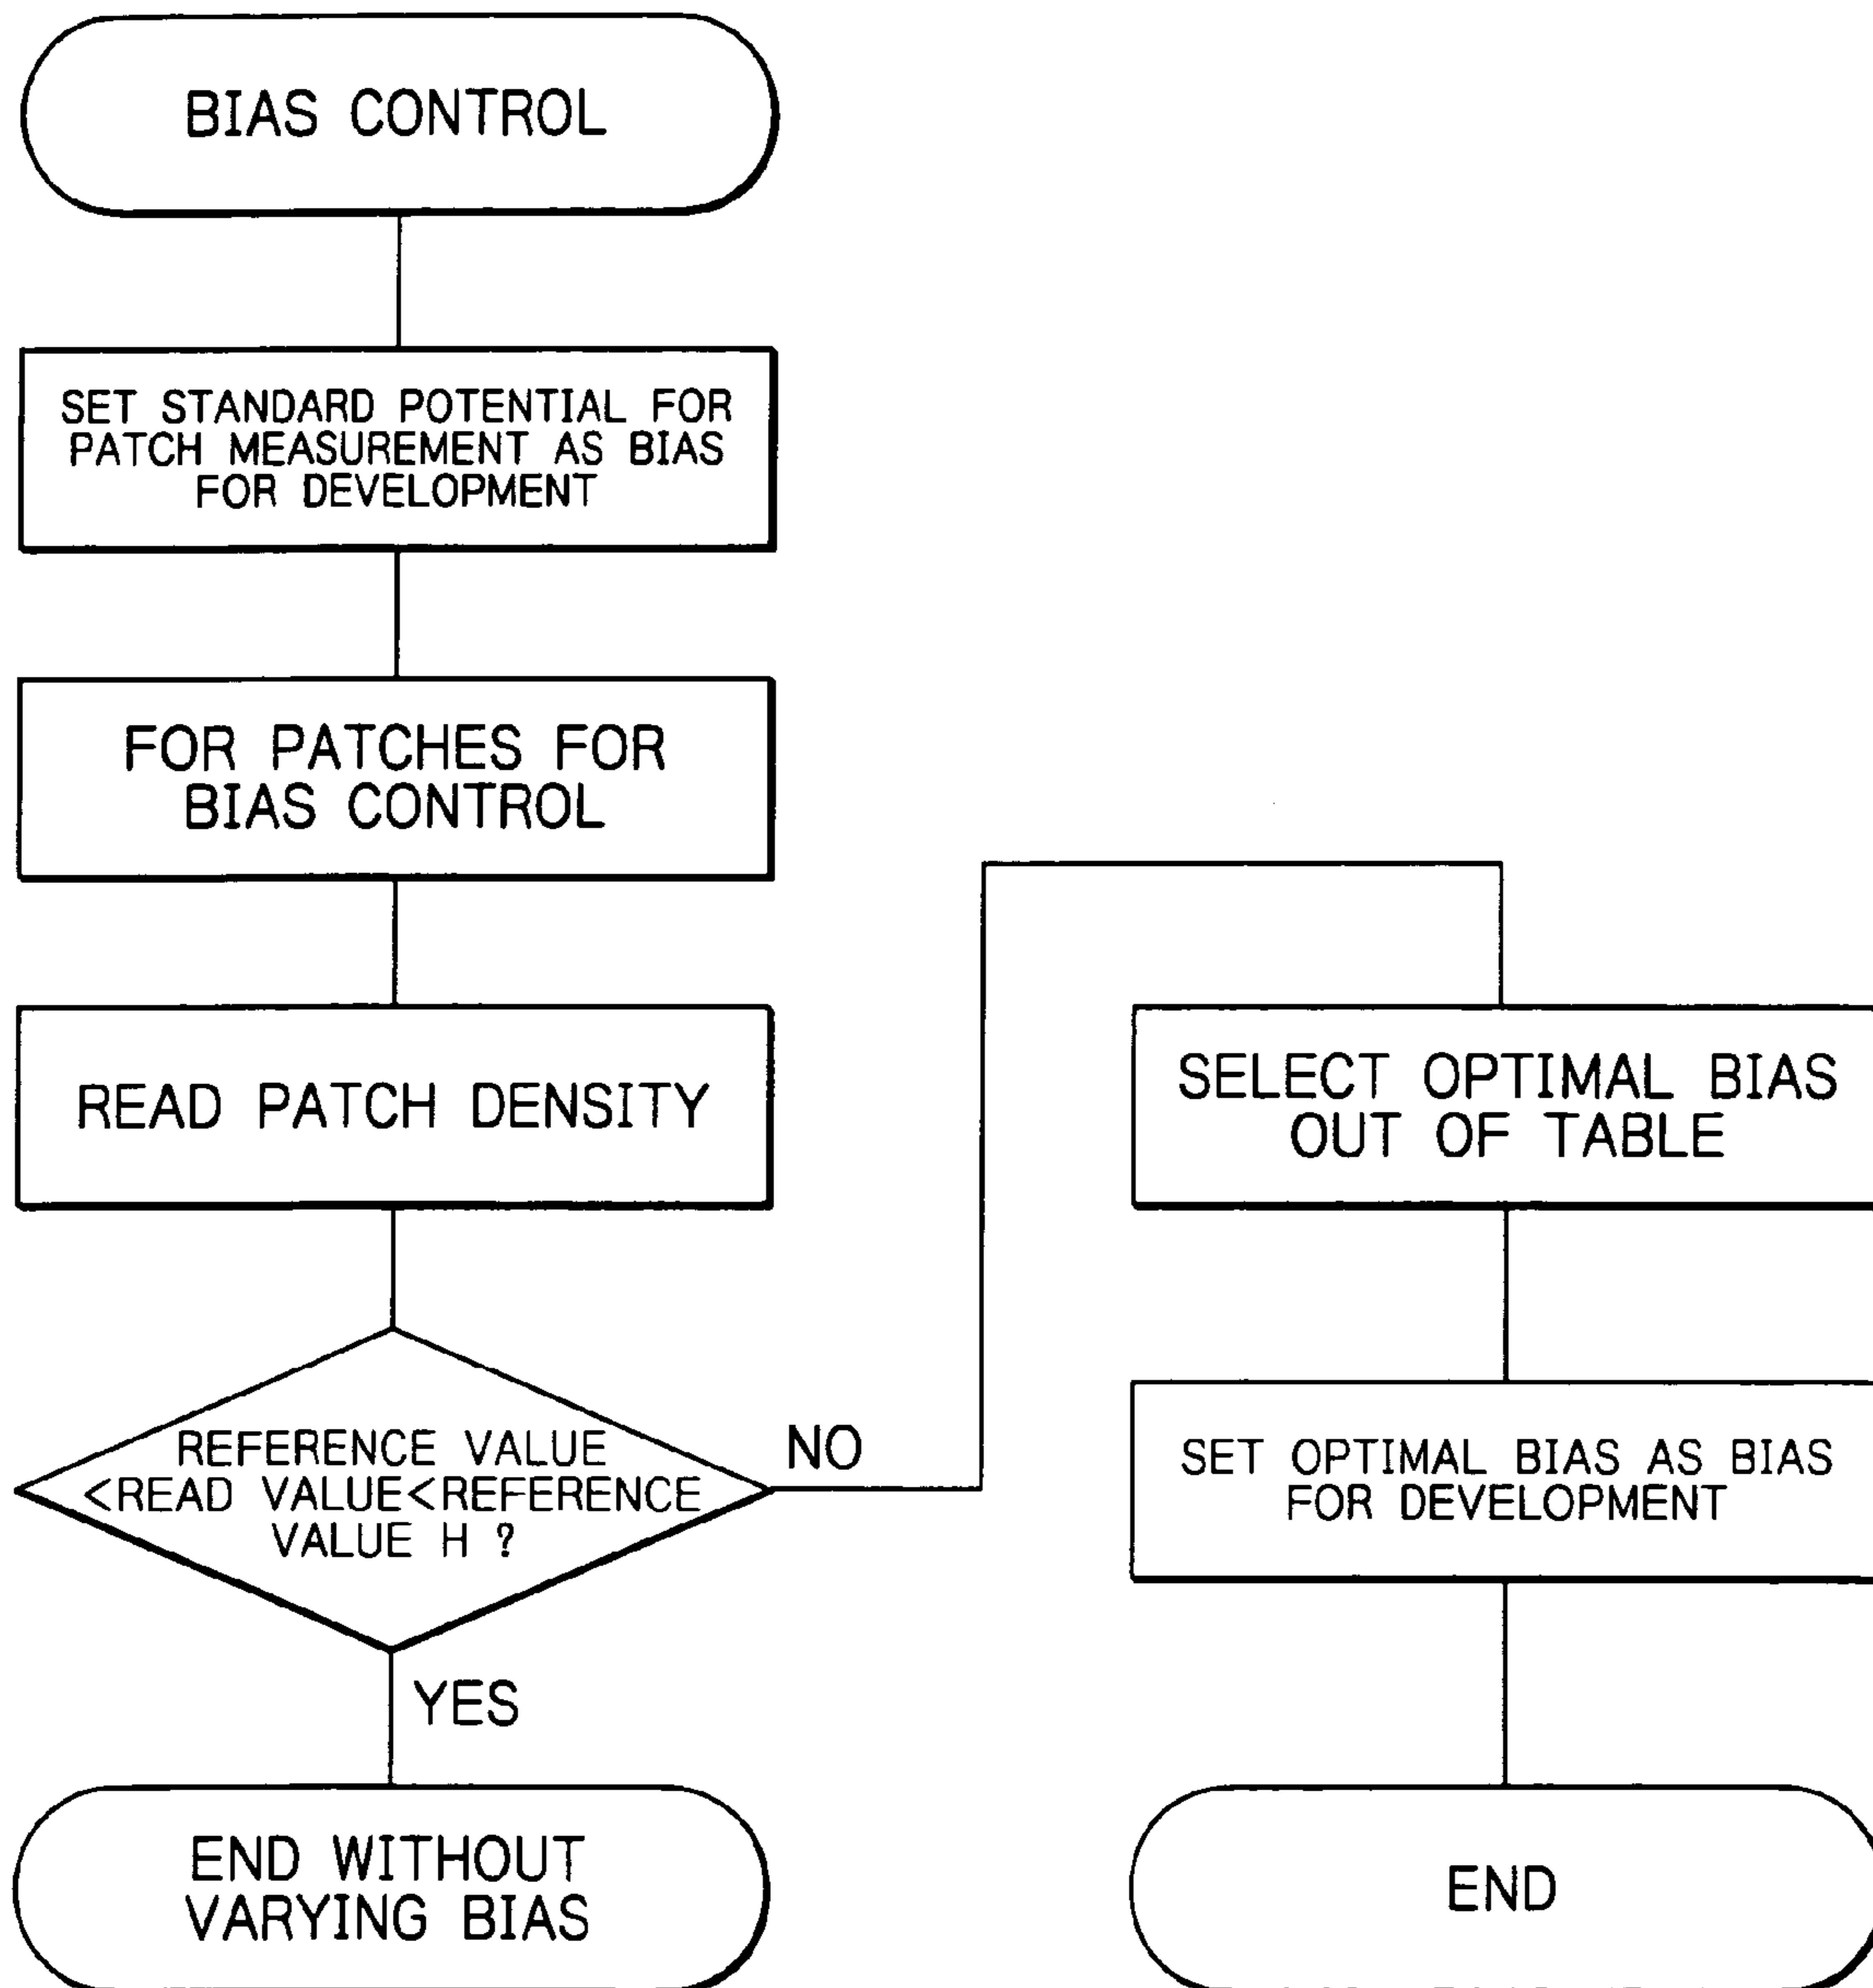 BIAS CONTROL
SET STANDARD POTENTIAL FOR
PATCH MEASUREMENT AS BIAS
FOR DEVELOPMENT
FOR PATCHES FOR
BIAS CONTROL
READ PATCH DENSITY
REFERENCE VALUE
<READ VALUE<REFERENCE
VALUE H ?
NO
YES
END WITHOUT
VARYING BIAS
SELECT OPTIMAL BIAS
OUT OF TABLE
SET OPTIMAL BIAS AS BIAS
FOR DEVELOPMENT
END